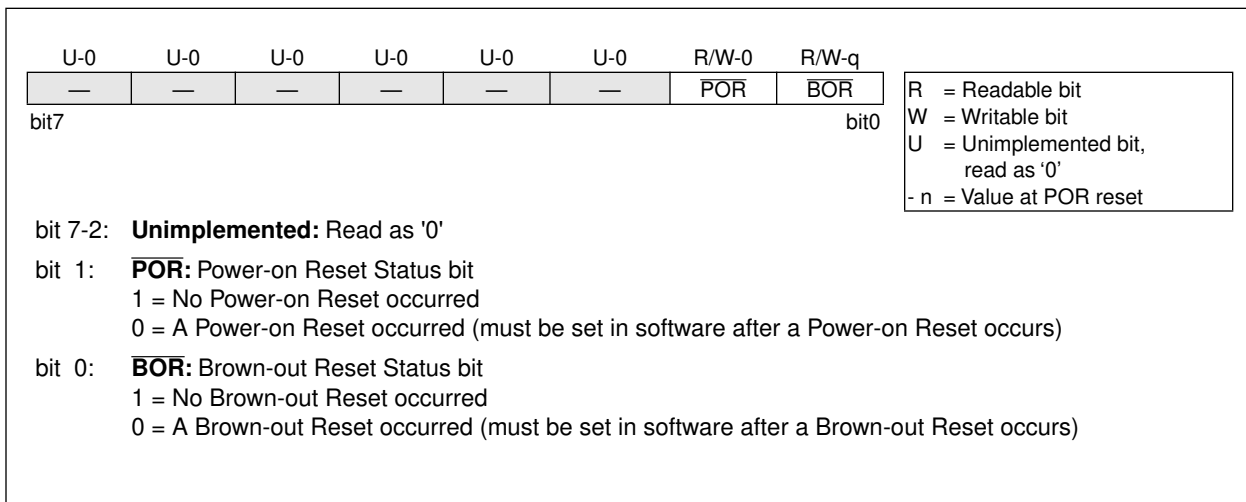 U-0 U-0 U-0 U-0 U-0 U-0 R/W-0 R/W-q
— — — — — — P̅O̅R̅ B̅O̅R̅
bit7 bit0
R = Readable bit
W = Writable bit
U = Unimplemented bit,
read as ‘0’
- n = Value at POR reset
bit 7-2: Unimplemented: Read as '0'
bit 1: P̅O̅R̅: Power-on Reset Status bit
1 = No Power-on Reset occurred
0 = A Power-on Reset occurred (must be set in software after a Power-on Reset occurs)
bit 0: B̅O̅R̅: Brown-out Reset Status bit
1 = No Brown-out Reset occurred
0 = A Brown-out Reset occurred (must be set in software after a Brown-out Reset occurs)